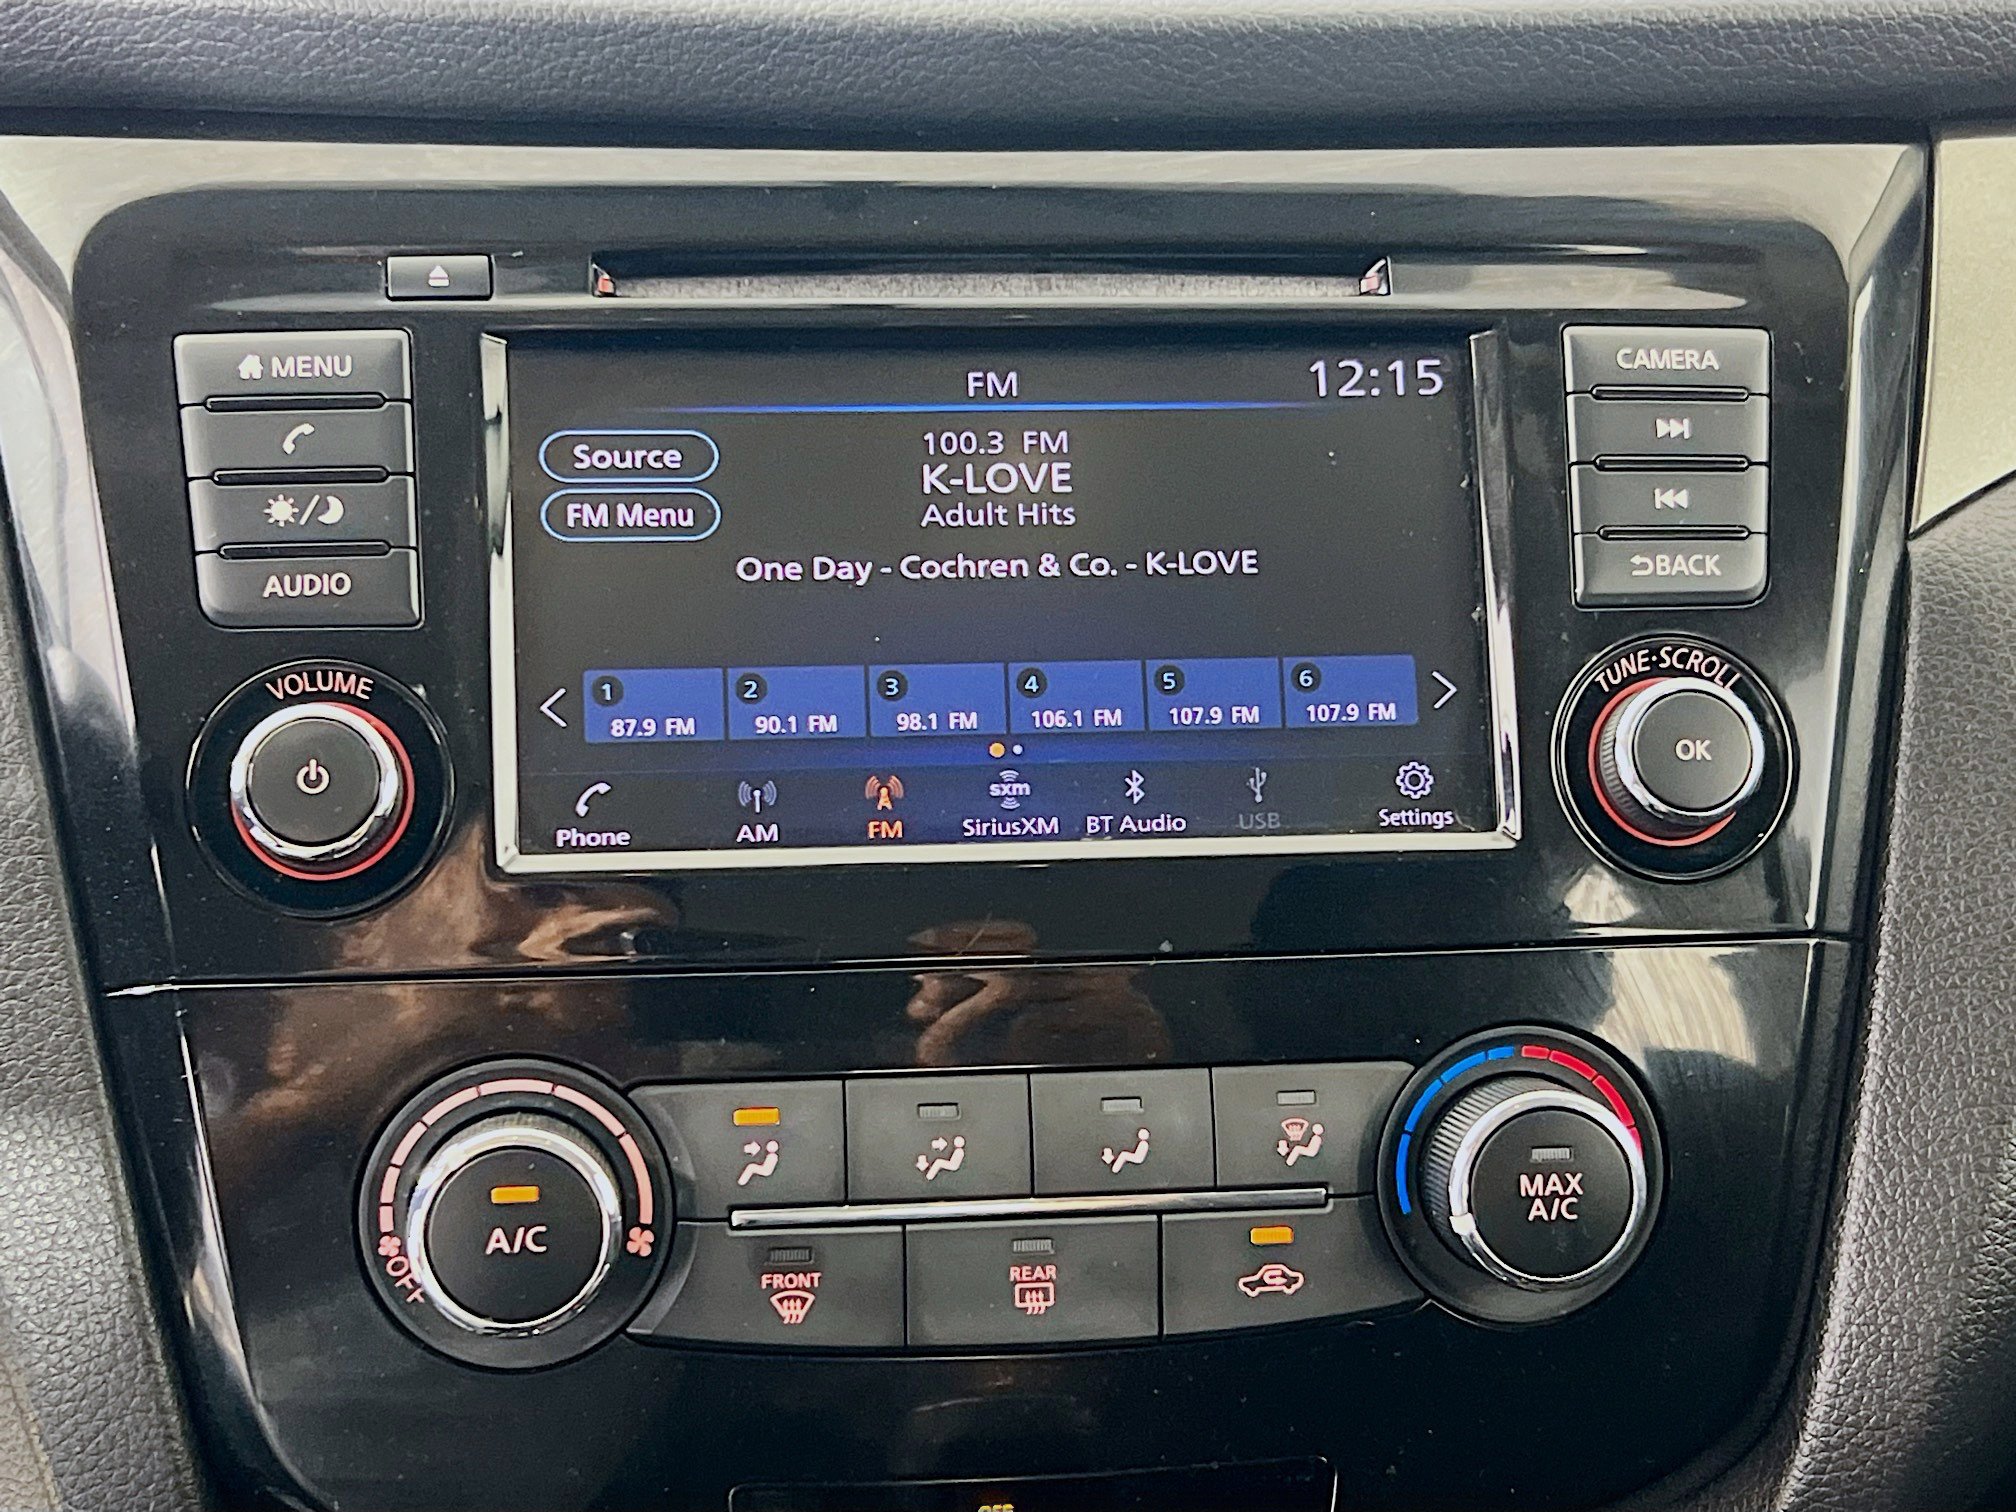 MENU
AUDIO
VOLUME
FM
12:15
Source
FM Menu
100.3 FM
K-LOVE
Adult Hits
One Day - Cochren & Co. - K-LOVE
1
87.9 FM
2
90.1 FM
3
98.1 FM
4
106.1 FM
5
107.9 FM
6
107.9 FM
Phone
AM
FM
sxm
SiriusXM
BT Audio
USB
Settings
CAMERA
BACK
TUNE·SCROLL
OK
A/C
OFF
FRONT
REAR
MAX
A/C
OFF